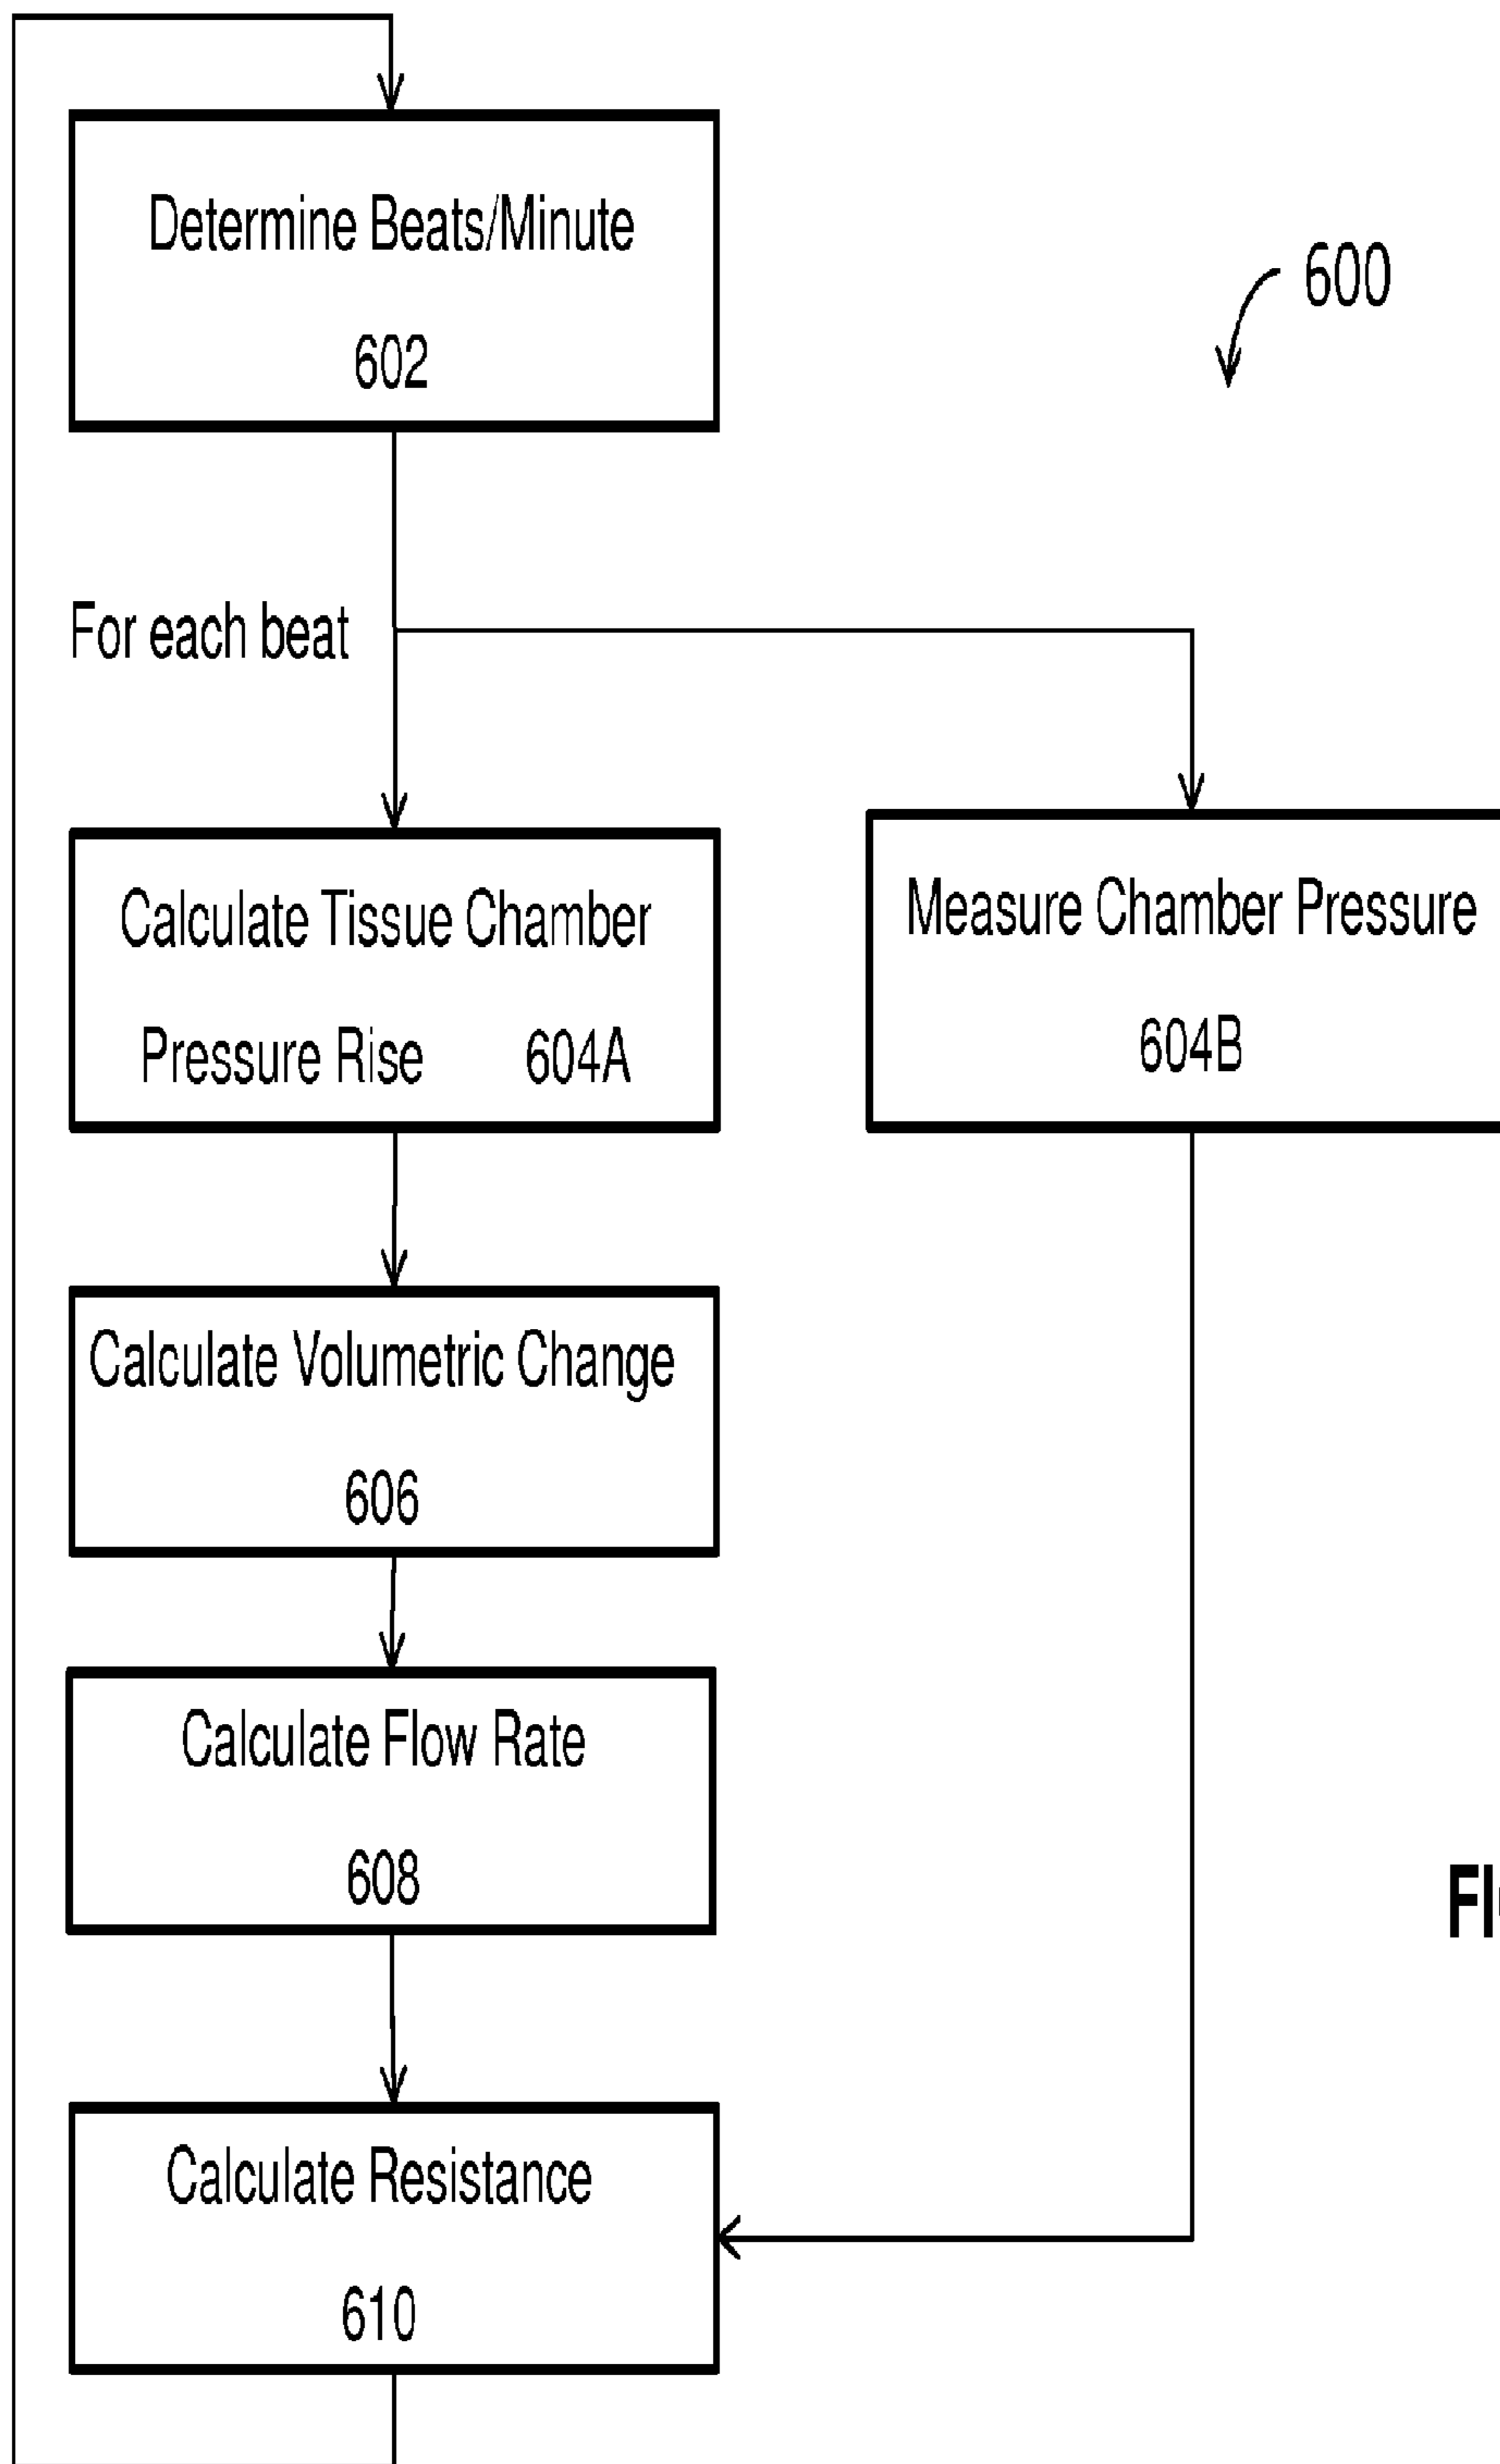 Determine Beats/Minute
602
600
For each beat
Calculate Tissue Chamber
Pressure Rise 604A
Measure Chamber Pressure
604B
Calculate Volumetric Change
606
Calculate Flow Rate
608
Calculate Resistance
610